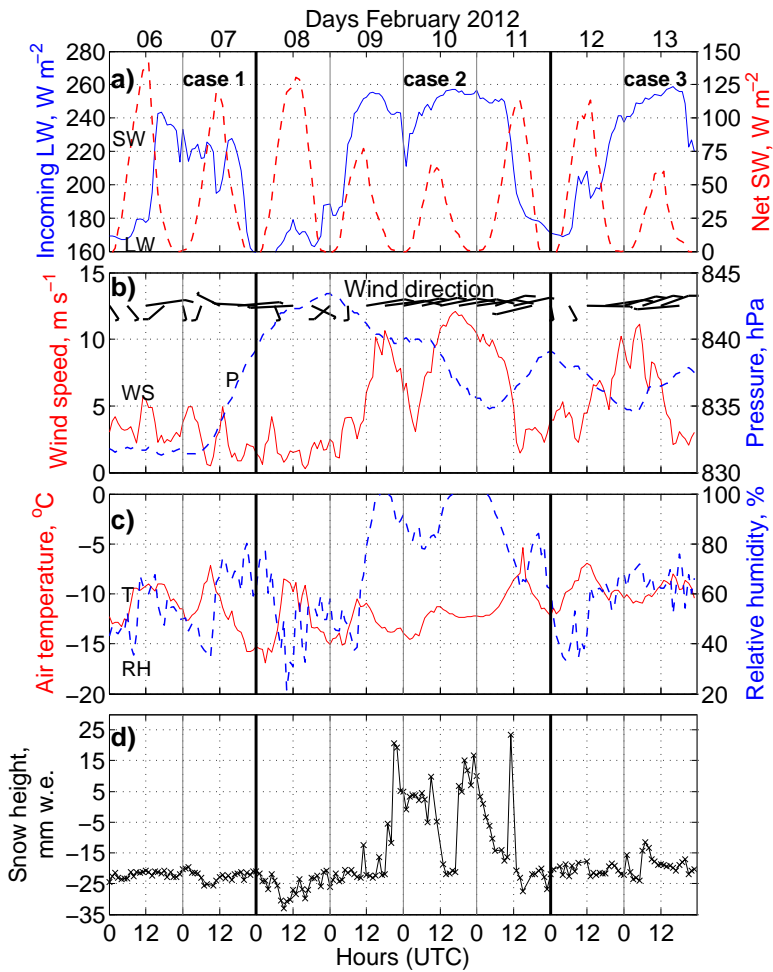 Days February 2012
06 07 08 09 10 11 12 13
a) case 1 case 2 case 3
280 260 240 220 200 180 160
Incoming LW, W m−2
SW
LW
150 125 100 75 50 25 0
Net SW, W m−2
b) Wind direction
15 10 5 0
Wind speed, m s−1
WS
P
845 840 835 830
Pressure, hPa
c)
0 −5 −10 −15 −20
Air temperature, °C
T
RH
100 80 60 40 20
Relative humidity, %
d)
25 15 5 −5 −15 −25 −35
Snow height,
mm w.e.
0 12 0 12 0 12 0 12 0 12 0 12 0 12 0 12
Hours (UTC)